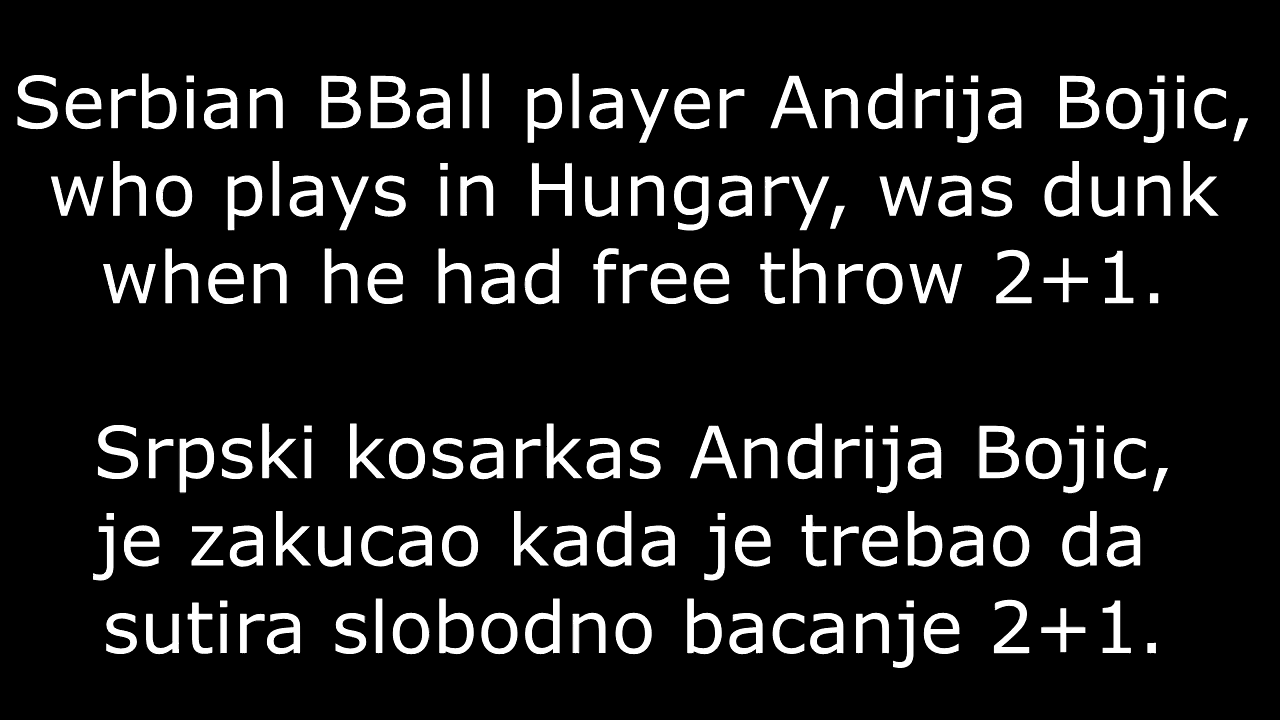 Serbian BBall player Andrija Bojic,
who plays in Hungary, was dunk
when he had free throw 2+1.
Srpski kosarkas Andrija Bojic,
je zakucao kada je trebao da
sutira slobodno bacanje 2+1.